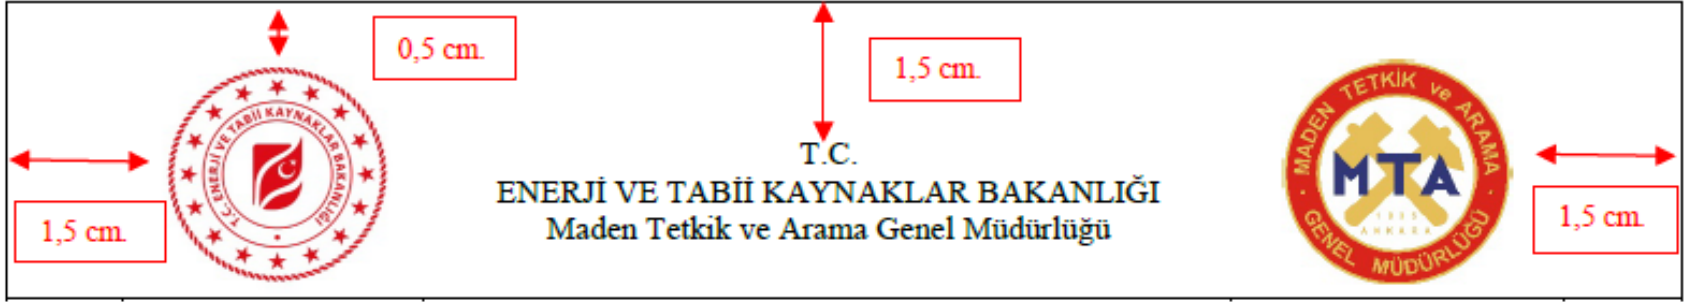 0,5 cm.
1,5 cm.
T.C. ENERJİ VE TABİİ KAYNAKLAR BAKANLIĞI
1,5 cm.
T.C.
ENERJİ VE TABİİ KAYNAKLAR BAKANLIĞI
Maden Tetkik ve Arama Genel Müdürlüğü
MADEN TETKİK ve ARAMA
MTA
1935
ANKARA
GENEL MÜDÜRLÜĞÜ
1,5 cm.